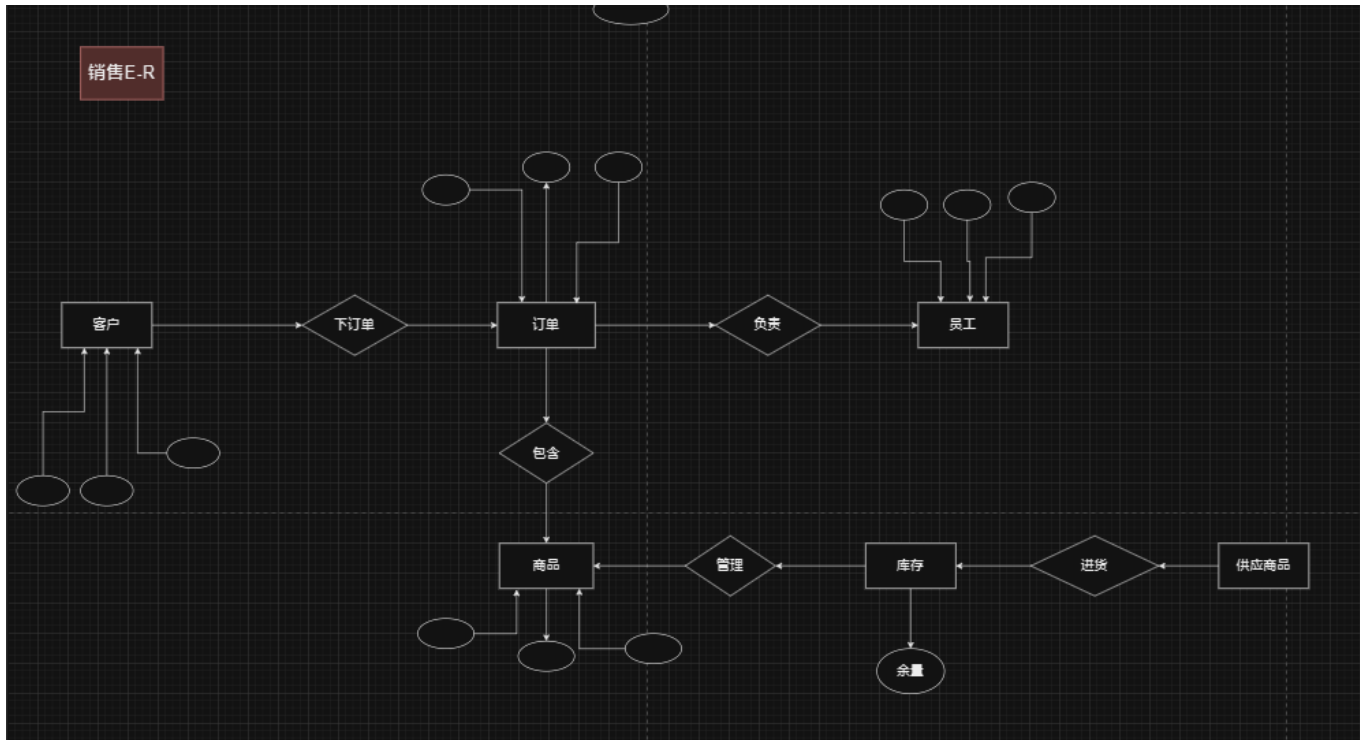 销售E-R
客户
下订单
订单
负责
员工
包含
商品
管理
库存
进货
供应商品
余量